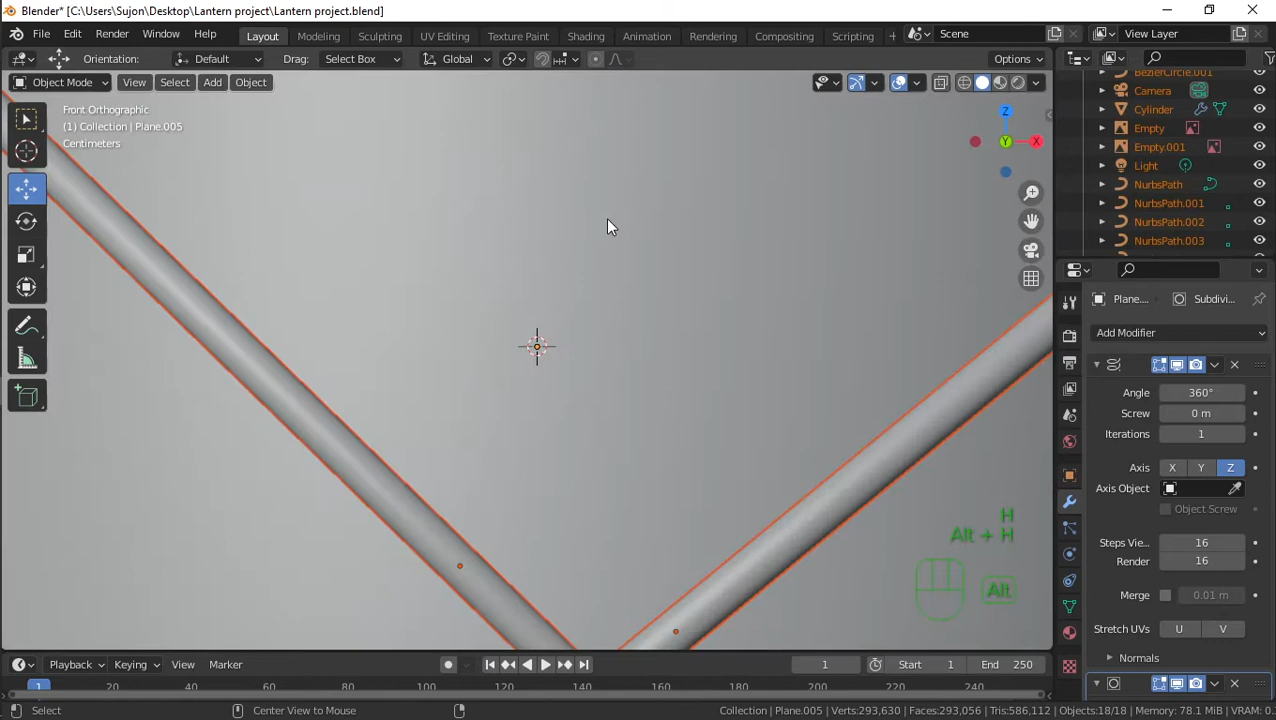 Blender* [C:\Users\Sujon\Desktop\Lantern project\Lantern project.blend]
File Edit Render Window Help Layout Modeling Sculpting UV Editing Texture Paint Shading Animation Rendering Compositing Scripting + Scene View Layer
Orientation: Default Drag: Select Box Global Options
Object Mode View Select Add Object
Front Orthographic
(1) Collection | Plane.005
Centimeters
Z
Y
X
BezierCircle.001
Camera
Cylinder
Empty
Empty.001
Light
NurbsPath
NurbsPath.001
NurbsPath.002
NurbsPath.003
Plane.... Subdivi...
Add Modifier
Angle 360°
Screw 0 m
Iterations 1
Axis X Y Z
Axis Object
Object Screw
Steps Vie... 16
Render 16
Merge 0.01 m
Stretch UVs U V
Normals
H
Alt + H
Alt
Playback Keying View Marker 1 Start 1 End 250
1 20 40 60 80 100 120 140 160 180 200 220 240
Select Center View to Mouse Collection | Plane.005 | Verts:293,630 | Faces:293,056 | Tris:586,112 | Objects:18/18 | Memory: 78.1 MiB | VRAM: 0.